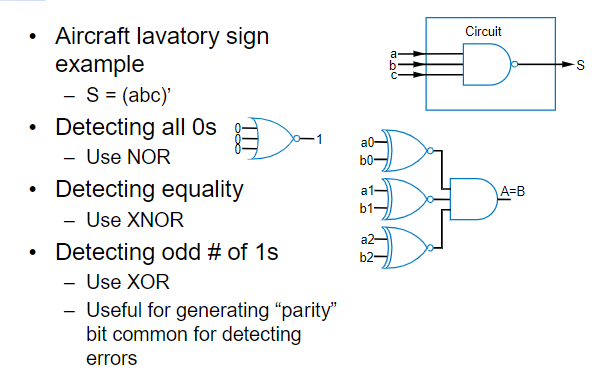 • Aircraft lavatory sign
example
– S = (abc)’
• Detecting all 0s
– Use NOR
• Detecting equality
– Use XNOR
• Detecting odd # of 1s
– Use XOR
– Useful for generating “parity”
bit common for detecting
errors
0
0
0
1
Circuit
a
b
c
S
a0
b0
a1
b1
a2
b2
A=B